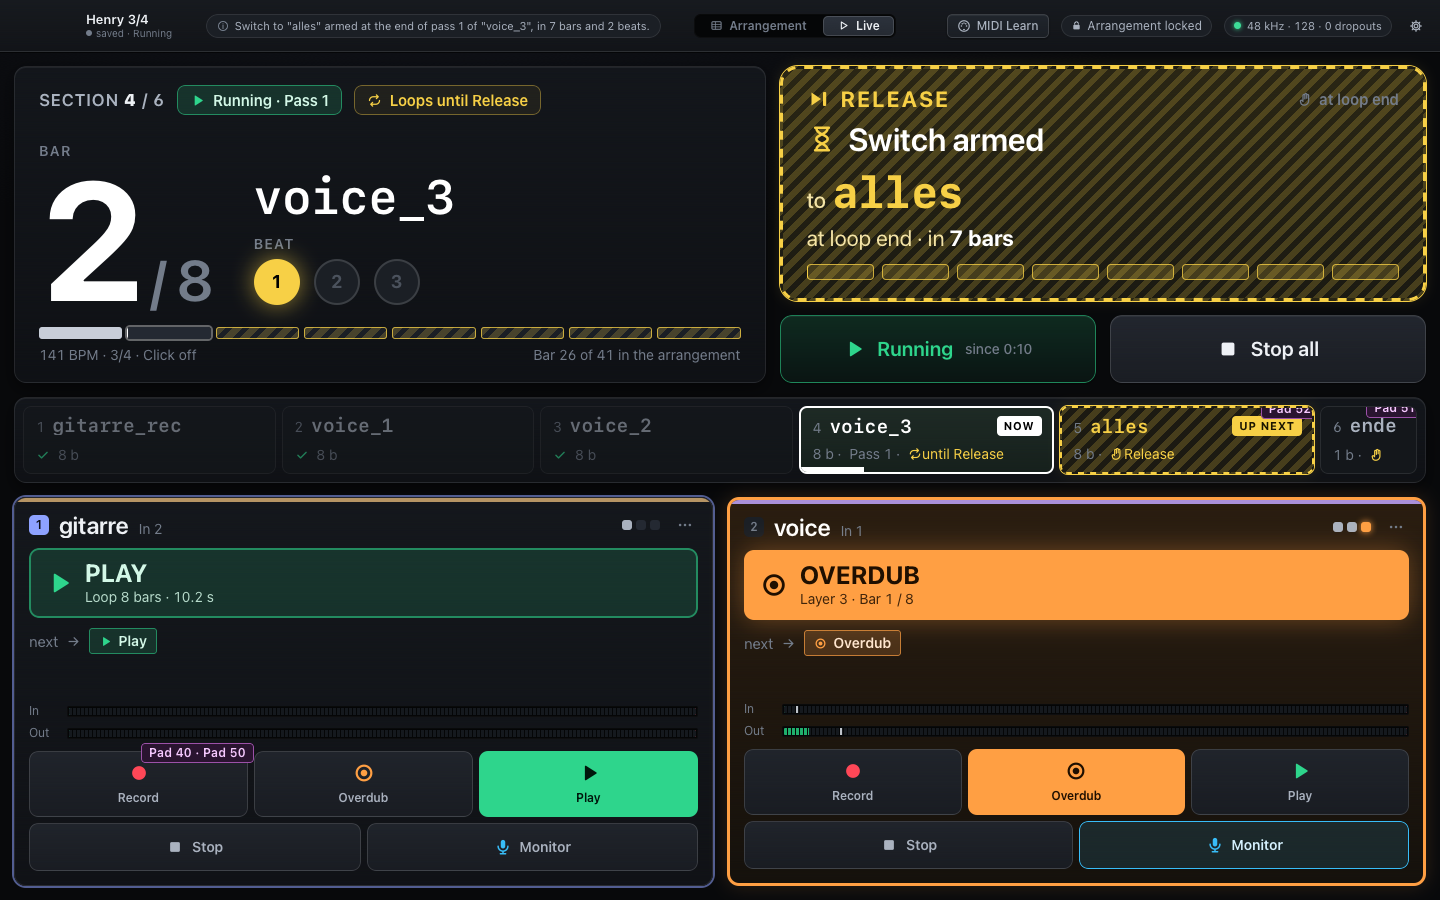 Henry 3/4
saved · Running
Switch to "alles" armed at the end of pass 1 of "voice_3", in 7 bars and 2 beats.
Arrangement
Live
MIDI Learn
Arrangement locked
48 kHz · 128 · 0 dropouts
SECTION 4 / 6
Running · Pass 1
Loops until Release
BAR
2 / 8
voice_3
BEAT
1 2 3
141 BPM · 3/4 · Click off
Bar 26 of 41 in the arrangement
RELEASE
at loop end
Switch armed
to alles
at loop end · in 7 bars
Running since 0:10
Stop all
1 gitarre_rec
8 b
2 voice_1
8 b
3 voice_2
8 b
4 voice_3 NOW
8 b · Pass 1 · until Release
Pad 52
5 alles UP NEXT
8 b · Release
Pad 51
6 ende
1 b ·
1 gitarre In 2
PLAY
Loop 8 bars · 10.2 s
next → Play
In
Out
Pad 40 · Pad 50
Record
Overdub
Play
Stop
Monitor
2 voice In 1
OVERDUB
Layer 3 · Bar 1 / 8
next → Overdub
In
Out
Record
Overdub
Play
Stop
Monitor